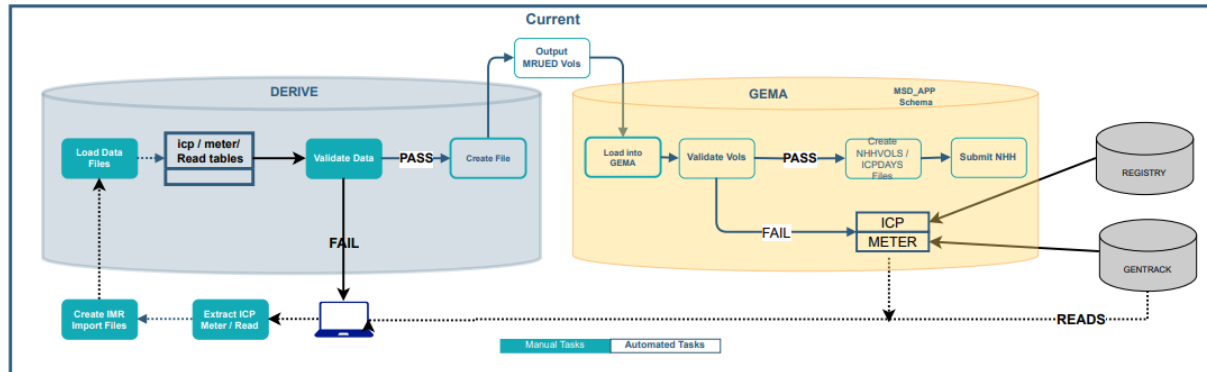 Current
Output
MRUED Vols
DERIVE
GEMA
MSD_APP
Schema
Load Data
Files
icp / meter/
Read tables
Validate Data
PASS
Create File
Load into
GEMA
Validate Vols
PASS
Create
NHHVOLS /
ICPDAYS
Files
Submit NHH
REGISTRY
FAIL
FAIL
ICP
METER
GENTRACK
Create IMR
Import Files
Extract ICP
Meter / Read
READS
Manual Tasks
Automated Tasks